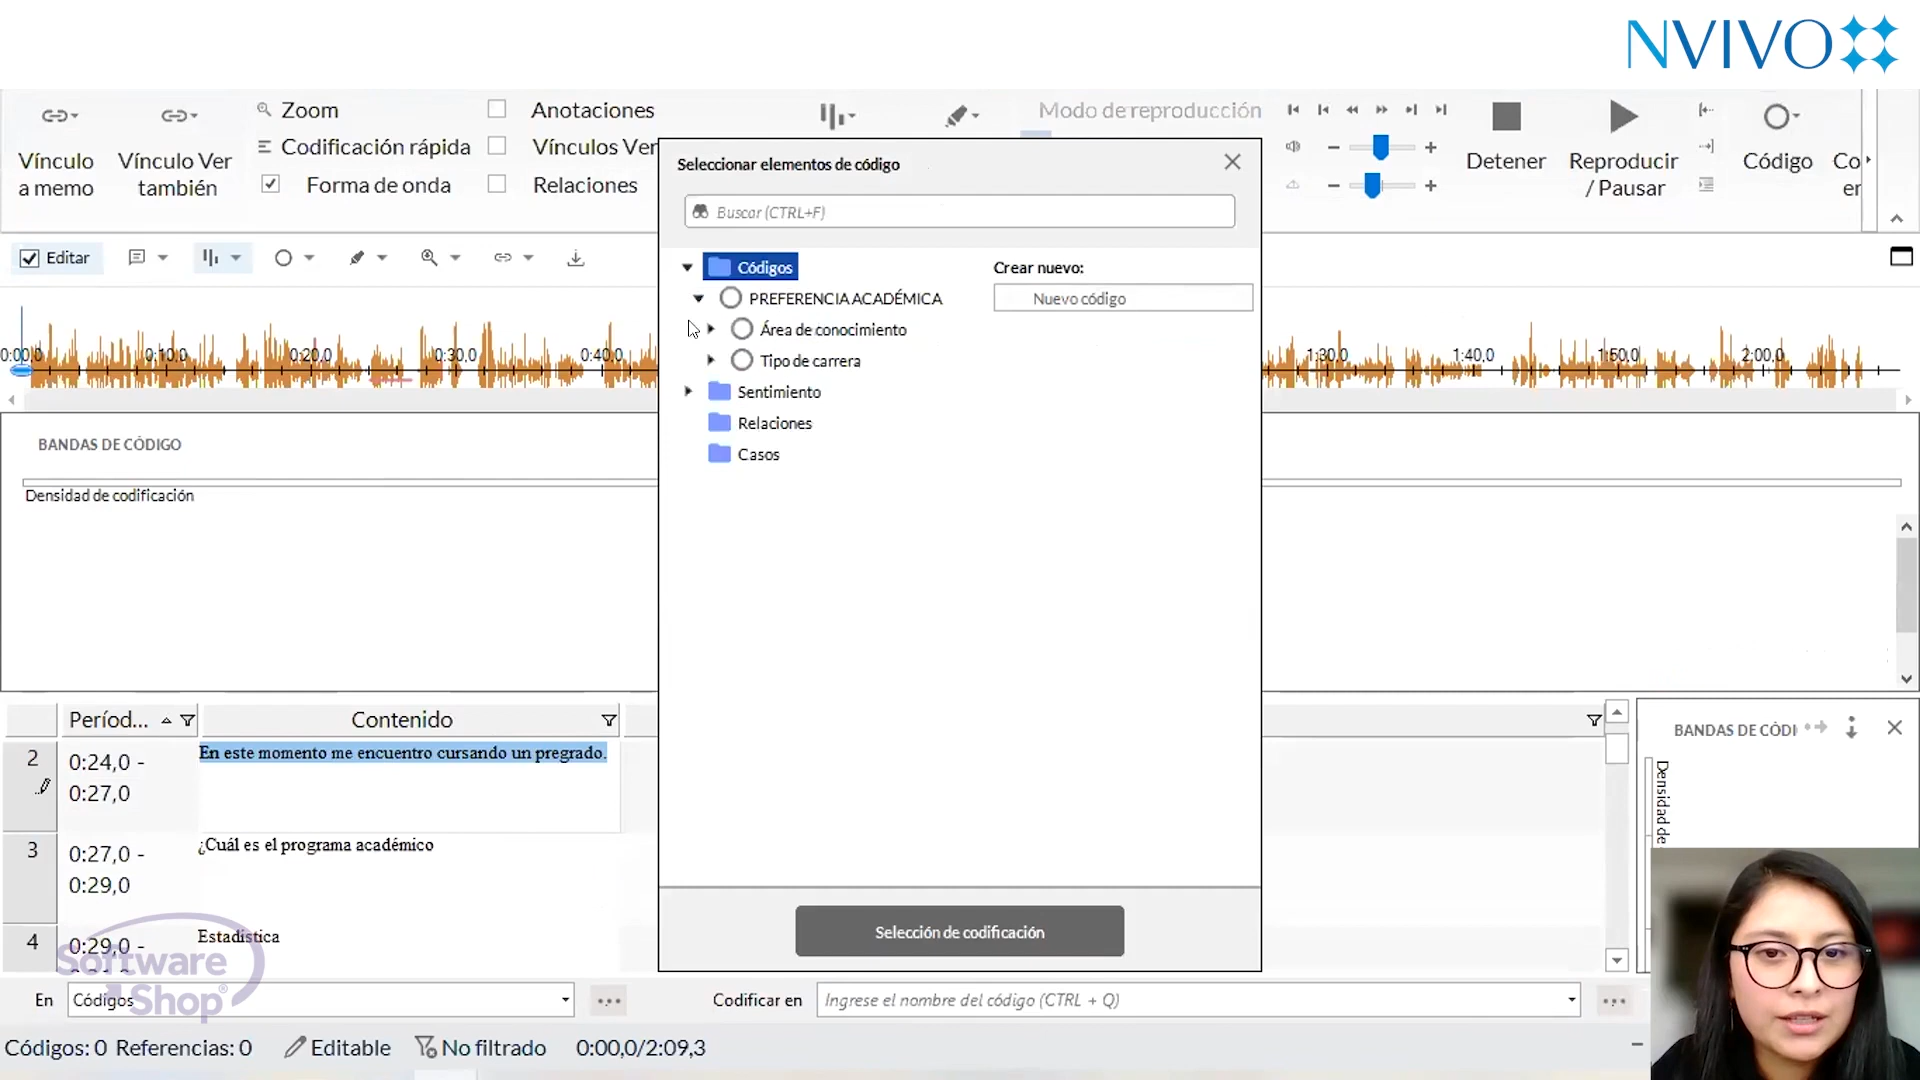 NVIVO
Vínculo
a memo
Vínculo Ver
también
Zoom
Codificación rápida
Forma de onda
Anotaciones
Vínculos Ver
Relaciones
Modo de reproducción
Detener
Reproducir
/ Pausar
Código
Co
er
Editar
Seleccionar elementos de código
Buscar (CTRL+F)
Códigos
PREFERENCIA ACADÉMICA
Área de conocimiento
Tipo de carrera
Sentimiento
Relaciones
Casos
Crear nuevo:
Nuevo código
Selección de codificación
0:00,0 0:10,0 0:20,0 0:30,0 0:40,0 1:30,0 1:40,0 1:50,0 2:00,0
BANDAS DE CÓDIGO
Densidad de codificación
Períod... Contenido
2 0:24,0 -
0:27,0
En este momento me encuentro cursando un pregrado.
3 0:27,0 -
0:29,0
¿Cuál es el programa académico
4 0:29,0 -
Estadística
BANDAS DE CÓDI
Densidad de
Software
Shop®
En Códigos
Codificar en Ingrese el nombre del código (CTRL + Q)
Códigos: 0 Referencias: 0 Editable No filtrado 0:00,0/2:09,3